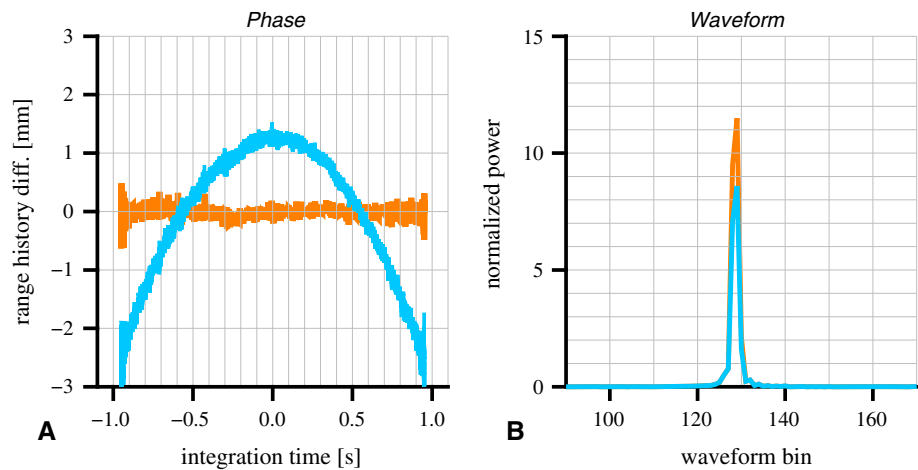 Phase
3
2
1
0
−1
−2
−3
range history diff. [mm]
−1.0 −0.5 0.0 0.5 1.0
integration time [s]
A
Waveform
15
10
5
0
normalized power
100 120 140 160
waveform bin
B